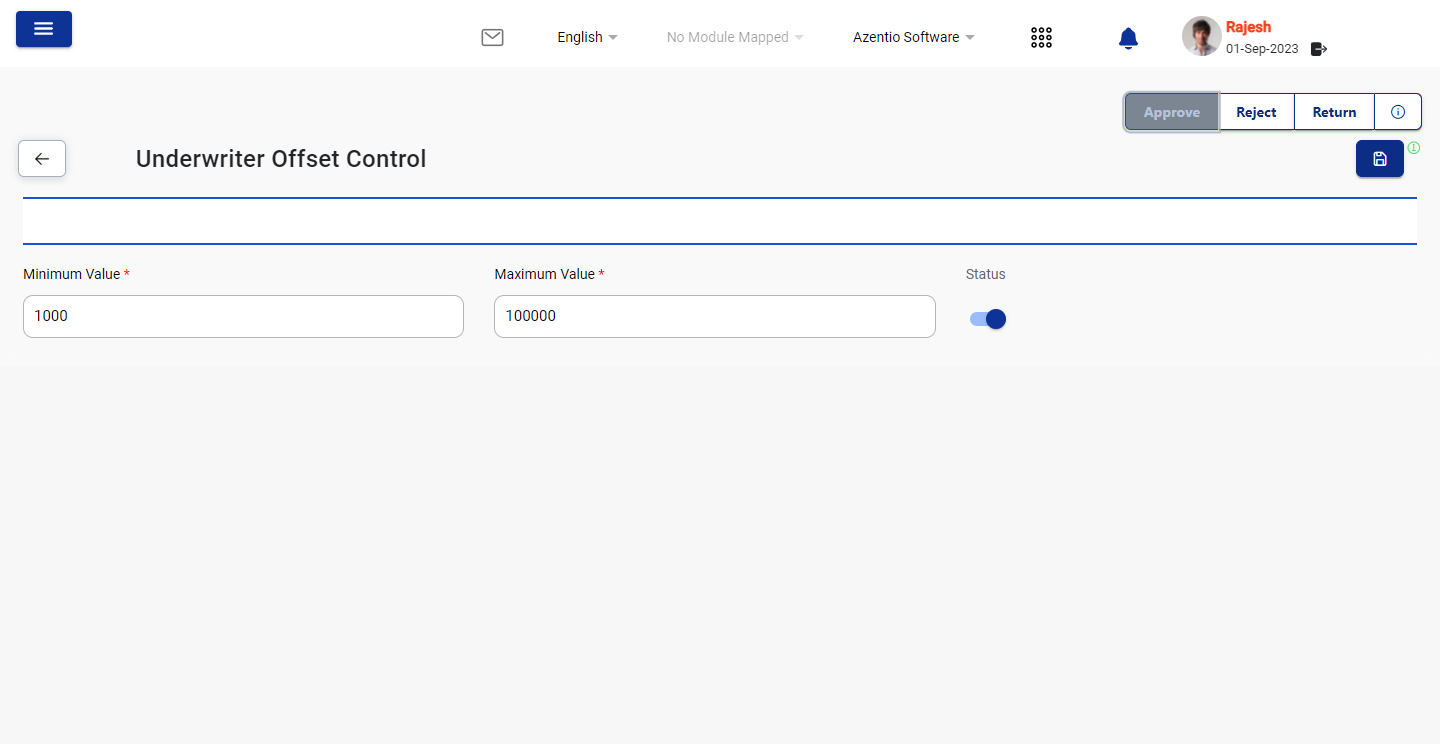 English
No Module Mapped
Azentio Software
Rajesh
01-Sep-2023
Approve
Reject
Return
Underwriter Offset Control
Minimum Value *
Maximum Value *
Status
1000
100000